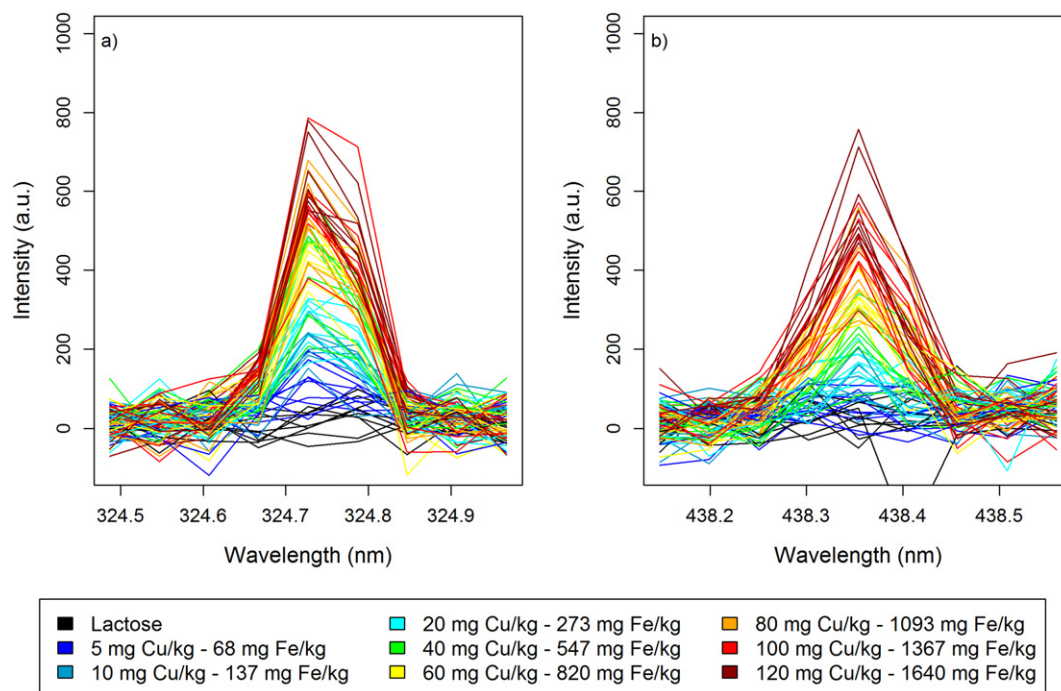 a)
1000
800
600
400
200
0
Intensity (a.u.)
324.5 324.6 324.7 324.8 324.9
Wavelength (nm)
b)
1000
800
600
400
200
0
Intensity (a.u.)
438.2 438.3 438.4 438.5
Wavelength (nm)
Lactose
5 mg Cu/kg - 68 mg Fe/kg
10 mg Cu/kg - 137 mg Fe/kg
20 mg Cu/kg - 273 mg Fe/kg
40 mg Cu/kg - 547 mg Fe/kg
60 mg Cu/kg - 820 mg Fe/kg
80 mg Cu/kg - 1093 mg Fe/kg
100 mg Cu/kg - 1367 mg Fe/kg
120 mg Cu/kg - 1640 mg Fe/kg